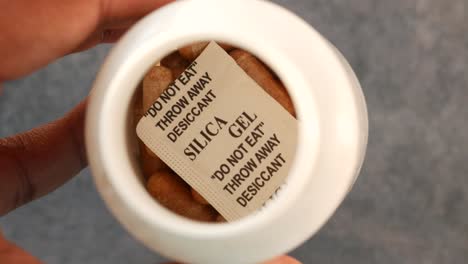 "DO NOT EAT"
THROW AWAY
DESICCANT
SILICA GEL
"DO NOT EAT"
THROW AWAY
DESICCANT